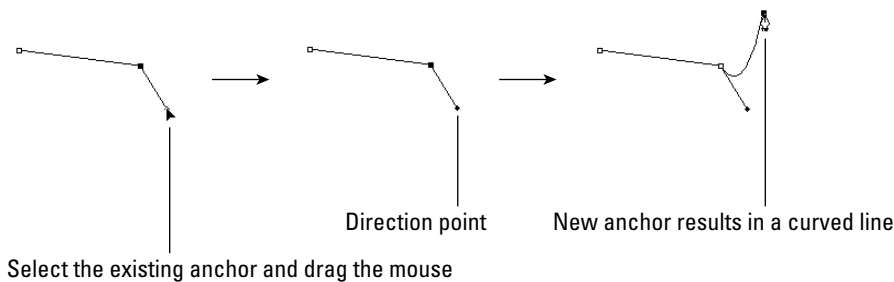 Direction point
New anchor results in a curved line
Select the existing anchor and drag the mouse